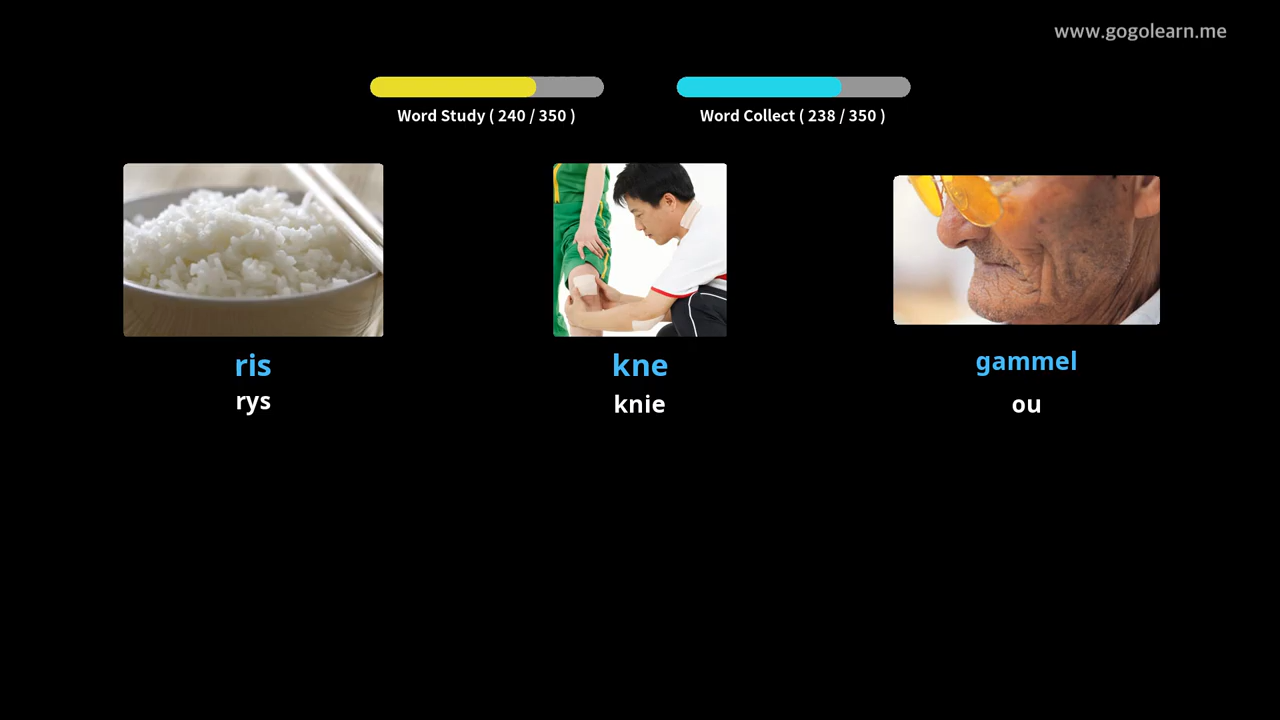 www.gogolearn.me
Word Study ( 240 / 350 )
Word Collect ( 238 / 350 )
ris
rys
kne
knie
gammel
ou